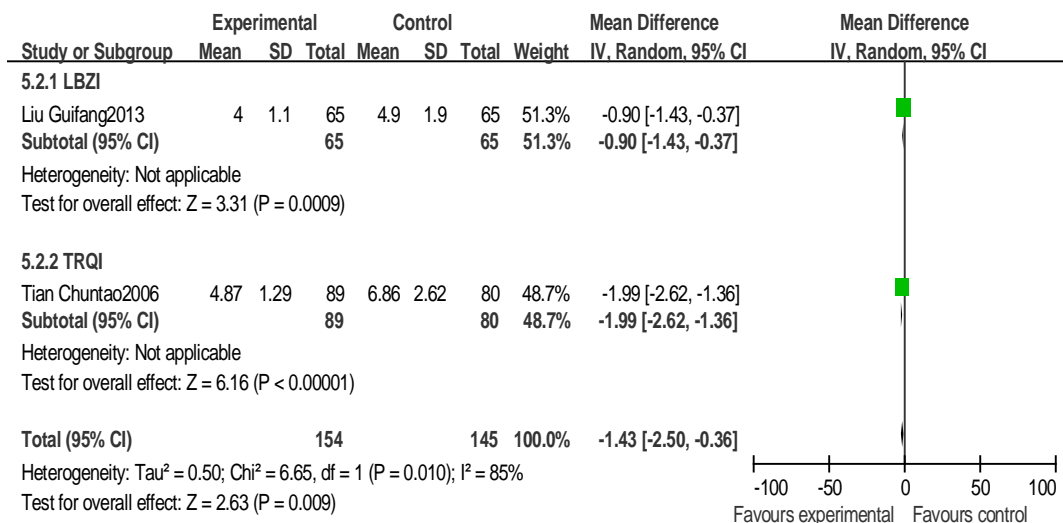 Experimental Control Mean Difference Mean Difference
Study or Subgroup Mean SD Total Mean SD Total Weight IV, Random, 95% CI IV, Random, 95% CI
5.2.1 LBZI
Liu Guifang2013 4 1.1 65 4.9 1.9 65 51.3% -0.90 [-1.43, -0.37]
Subtotal (95% CI) 65 65 51.3% -0.90 [-1.43, -0.37]
Heterogeneity: Not applicable
Test for overall effect: Z = 3.31 (P = 0.0009)
5.2.2 TRQI
Tian Chuntao2006 4.87 1.29 89 6.86 2.62 80 48.7% -1.99 [-2.62, -1.36]
Subtotal (95% CI) 89 80 48.7% -1.99 [-2.62, -1.36]
Heterogeneity: Not applicable
Test for overall effect: Z = 6.16 (P < 0.00001)
Total (95% CI) 154 145 100.0% -1.43 [-2.50, -0.36]
Heterogeneity: Tau² = 0.50; Chi² = 6.65, df = 1 (P = 0.010); I² = 85%
Test for overall effect: Z = 2.63 (P = 0.009)
-100 -50 0 50 100
Favours experimental Favours control